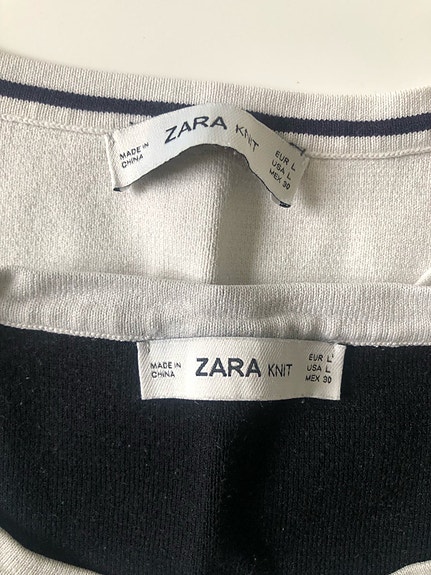 MADE IN
CHINA
ZARA KNIT
EUR L
USA L
MEX 30
MADE IN
CHINA
ZARA KNIT
EUR L
USA L
MEX 30